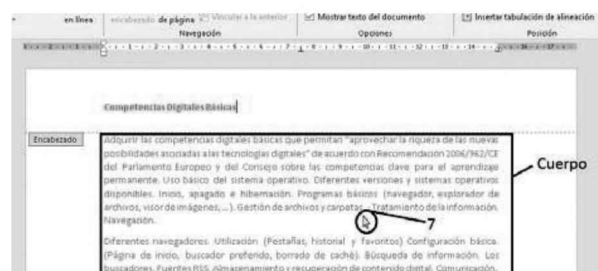 en línea
encabezado de página
Vincular a la anterior
Mostrar texto del documento
Insertar tabulación de alineación
Navegación
Opciones
Posición
Competencias Digitales Básicas
Encabezado
Adquirir las competencias digitales básicas que permitan "aprovechar la riqueza de las nuevas
posibilidades asociadas a las tecnologías digitales" de acuerdo con Recomendación 2006/962/CE
del Parlamento Europeo y del Consejo sobre las competencias clave para el aprendizaje
permanente. Uso básico del sistema operativo. Diferentes versiones y sistemas operativos
disponibles. Inicio, apagado e hibernación. Programas básicos (navegador, explorador de
archivos, visor de imágenes, ...). Gestión de archivos y carpetas. Tratamiento de la información.
Navegación.
Cuerpo
7
Diferentes navegadores. Utilización (Pestañas, historial y favoritos) Configuración básica.
(Página de inicio, buscador preferido, borrado de caché). Búsqueda de información. Los
buscadores. Fuentes RSS. Almacenamiento y recuperación de contenido digital. Comunicación.